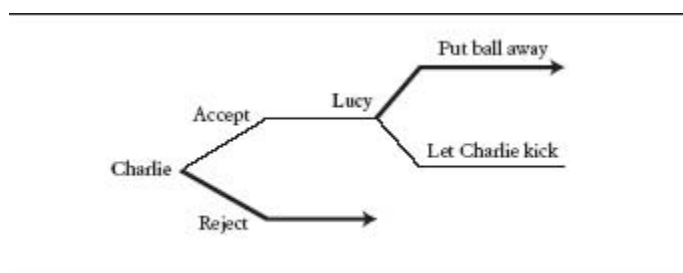 Put ball away
Lucy
Accept
Let Charlie kick
Charlie
Reject